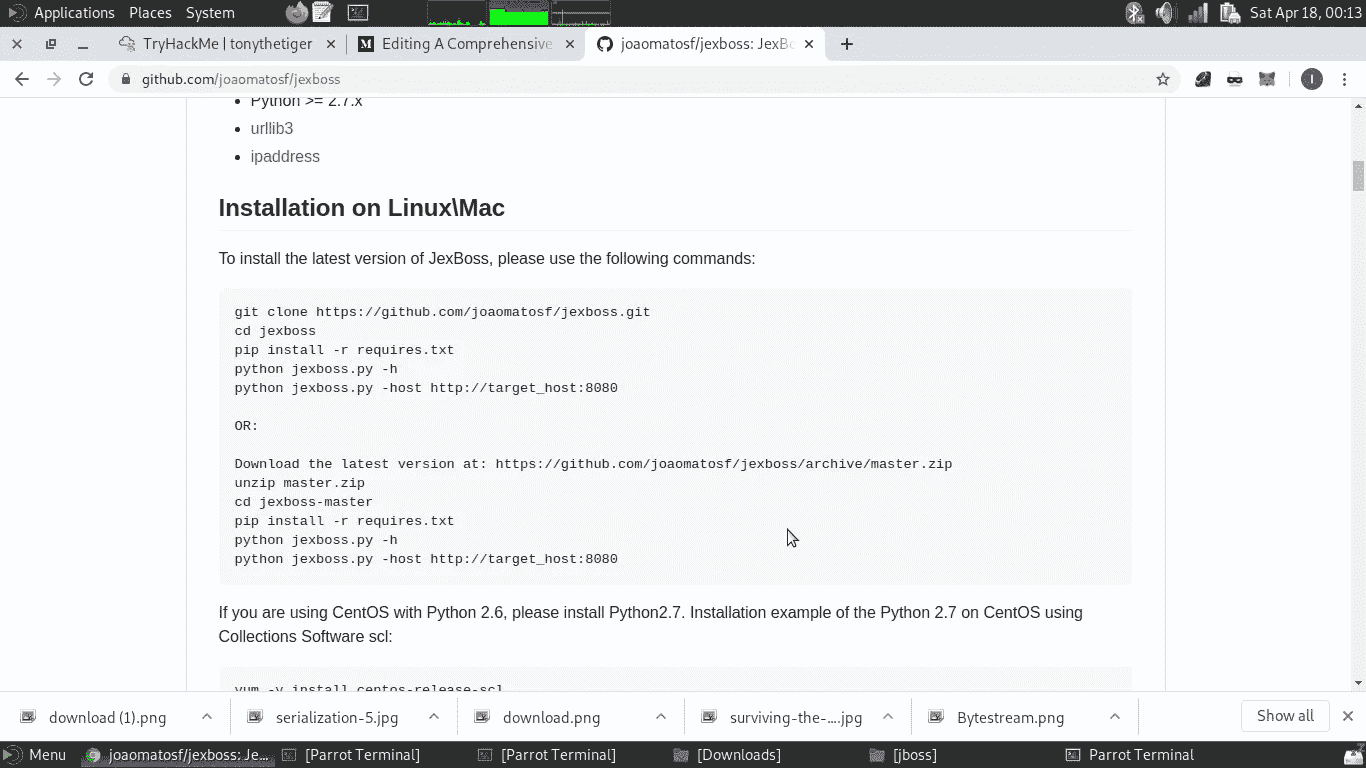 Applications Places System
Sat Apr 18, 00:13
TryHackMe | tonythetiger
Editing A Comprehensive
joaomatosf/jexboss: JexBo
github.com/joaomatosf/jexboss
I
Python >= 2.7.x
urllib3
ipaddress
Installation on Linux\Mac
To install the latest version of JexBoss, please use the following commands:
git clone https://github.com/joaomatosf/jexboss.git
cd jexboss
pip install -r requires.txt
python jexboss.py -h
python jexboss.py -host http://target_host:8080
OR:
Download the latest version at: https://github.com/joaomatosf/jexboss/archive/master.zip
unzip master.zip
cd jexboss-master
pip install -r requires.txt
python jexboss.py -h
python jexboss.py -host http://target_host:8080
If you are using CentOS with Python 2.6, please install Python2.7. Installation example of the Python 2.7 on CentOS using
Collections Software scl:
yum -y install centos-release-scl
download (1).png
serialization-5.jpg
download.png
surviving-the-....jpg
Bytestream.png
Show all
Menu
joaomatosf/jexboss: Je...
[Parrot Terminal]
[Parrot Terminal]
[Downloads]
[jboss]
Parrot Terminal